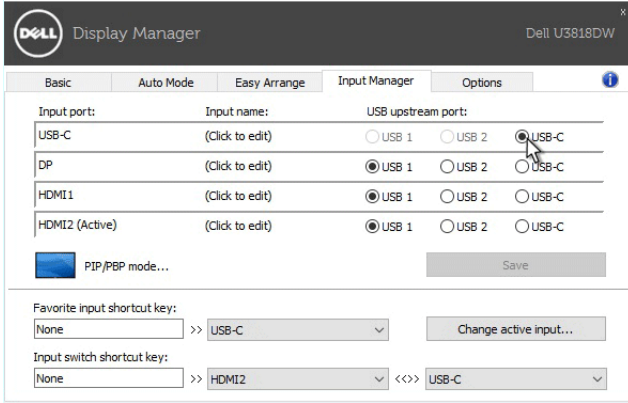 DELL Display Manager Dell U3818DW
Basic Auto Mode Easy Arrange Input Manager Options
Input port: Input name: USB upstream port:
USB-C (Click to edit) USB 1 USB 2 USB-C
DP (Click to edit) USB 1 USB 2 USB-C
HDMI1 (Click to edit) USB 1 USB 2 USB-C
HDMI2 (Active) (Click to edit) USB 1 USB 2 USB-C
PIP/PBP mode... Save
Favorite input shortcut key:
None >> USB-C Change active input...
Input switch shortcut key:
None >> HDMI2 <<>> USB-C